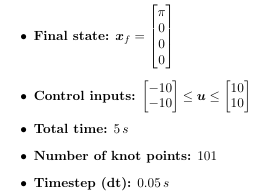 • Final state: x_f = [π 0 0 0]
• Control inputs: [−10 −10] ≤ u ≤ [10 10]
• Total time: 5 s
• Number of knot points: 101
• Timestep (dt): 0.05 s